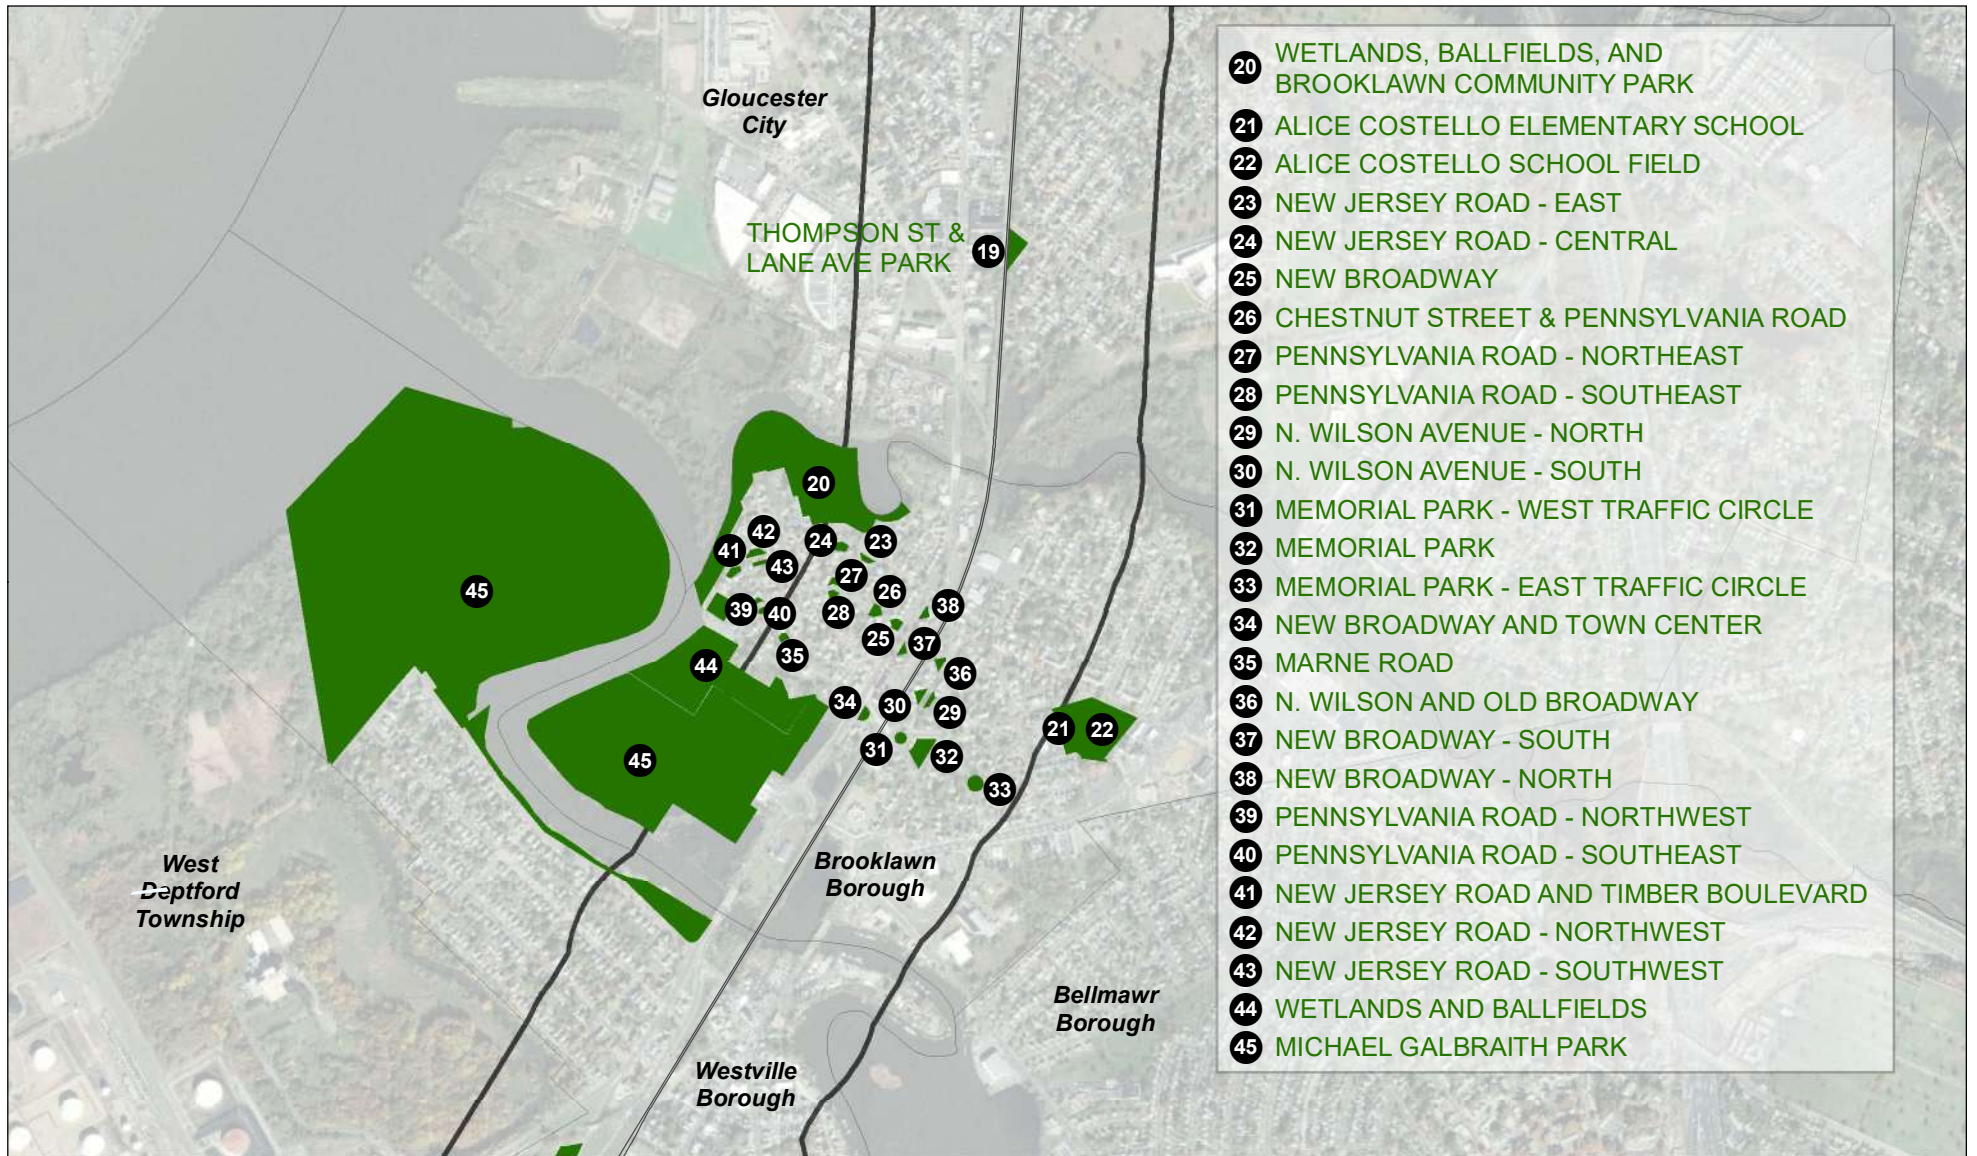 Gloucester
City
THOMPSON ST &
LANE AVE PARK
19
20
42
41
24
23
43
27
26
45
39
40
28
38
25
37
35
44
36
34
30
29
21
22
31
32
45
33
West
Deptford
Township
Brooklawn
Borough
Bellmawr
Borough
Westville
Borough
20 WETLANDS, BALLFIELDS, AND
BROOKLAWN COMMUNITY PARK
21 ALICE COSTELLO ELEMENTARY SCHOOL
22 ALICE COSTELLO SCHOOL FIELD
23 NEW JERSEY ROAD - EAST
24 NEW JERSEY ROAD - CENTRAL
25 NEW BROADWAY
26 CHESTNUT STREET & PENNSYLVANIA ROAD
27 PENNSYLVANIA ROAD - NORTHEAST
28 PENNSYLVANIA ROAD - SOUTHEAST
29 N. WILSON AVENUE - NORTH
30 N. WILSON AVENUE - SOUTH
31 MEMORIAL PARK - WEST TRAFFIC CIRCLE
32 MEMORIAL PARK
33 MEMORIAL PARK - EAST TRAFFIC CIRCLE
34 NEW BROADWAY AND TOWN CENTER
35 MARNE ROAD
36 N. WILSON AND OLD BROADWAY
37 NEW BROADWAY - SOUTH
38 NEW BROADWAY - NORTH
39 PENNSYLVANIA ROAD - NORTHWEST
40 PENNSYLVANIA ROAD - SOUTHEAST
41 NEW JERSEY ROAD AND TIMBER BOULEVARD
42 NEW JERSEY ROAD - NORTHWEST
43 NEW JERSEY ROAD - SOUTHWEST
44 WETLANDS AND BALLFIELDS
45 MICHAEL GALBRAITH PARK